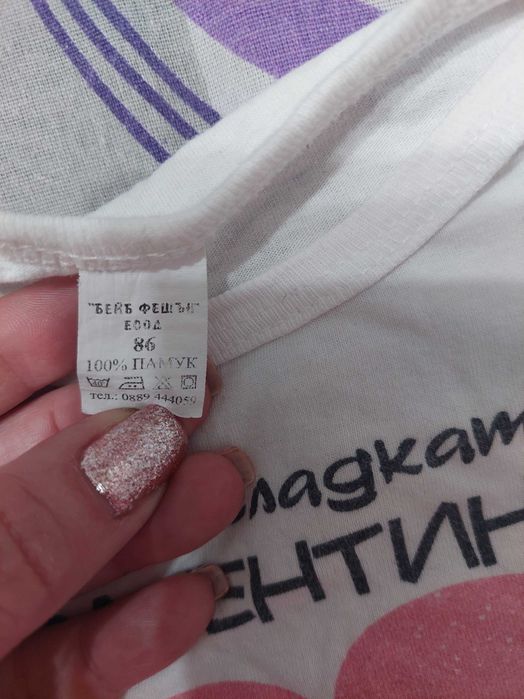 "БЕЙБ ФЕШЪН"
ЕООД
86
100% ПАМУК
тел.: 0889 444059
сладкат
ЕНТИН